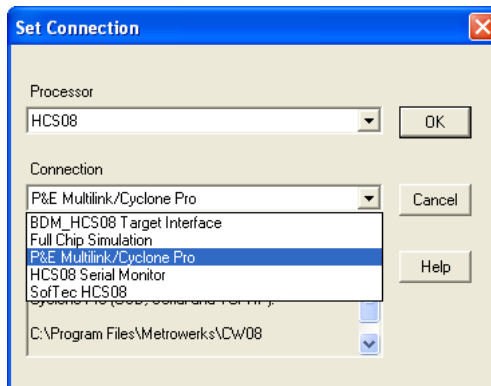 Set Connection
Processor
HCS08
OK
Connection
P&E Multilink/Cyclone Pro
Cancel
BDM_HCS08 Target Interface
Full Chip Simulation
P&E Multilink/Cyclone Pro
HCS08 Serial Monitor
SofTec HCS08
Help
C:\Program Files\Metrowerks\CW08